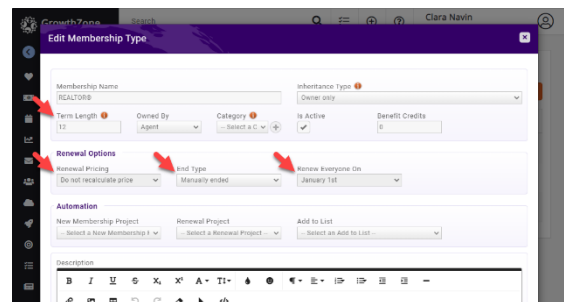 GrowthZone Search Clara Navin
Edit Membership Type
Membership Name Inheritance Type
REALTOR® Owner only
Term Length Owned By Category Is Active Benefit Credits
12 Agent -- Select a C 0
Renewal Options
Renewal Pricing End Type Renew Everyone On
Do not recalculate price Manually ended January 1st
Automation
New Membership Project Renewal Project Add to List
-- Select a New Membership -- Select a Renewal Project -- -- Select an Add to List --
Description
B I U S X₂ X² A TI